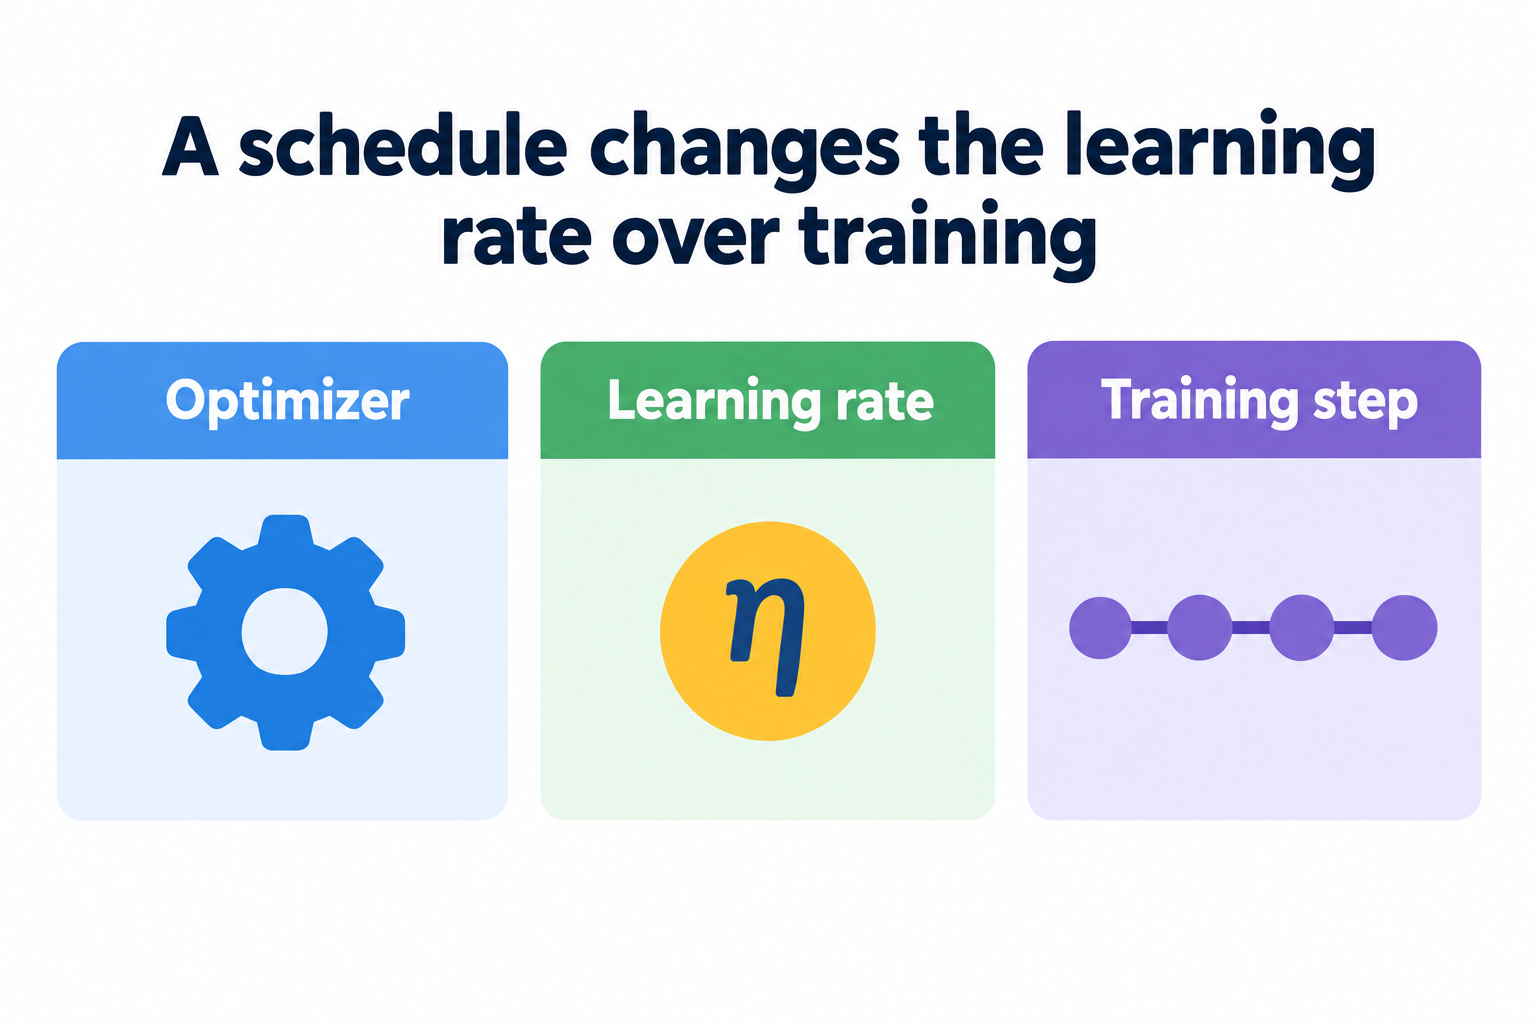 A schedule changes the learning
rate over training
Optimizer
Learning rate
Training step
η